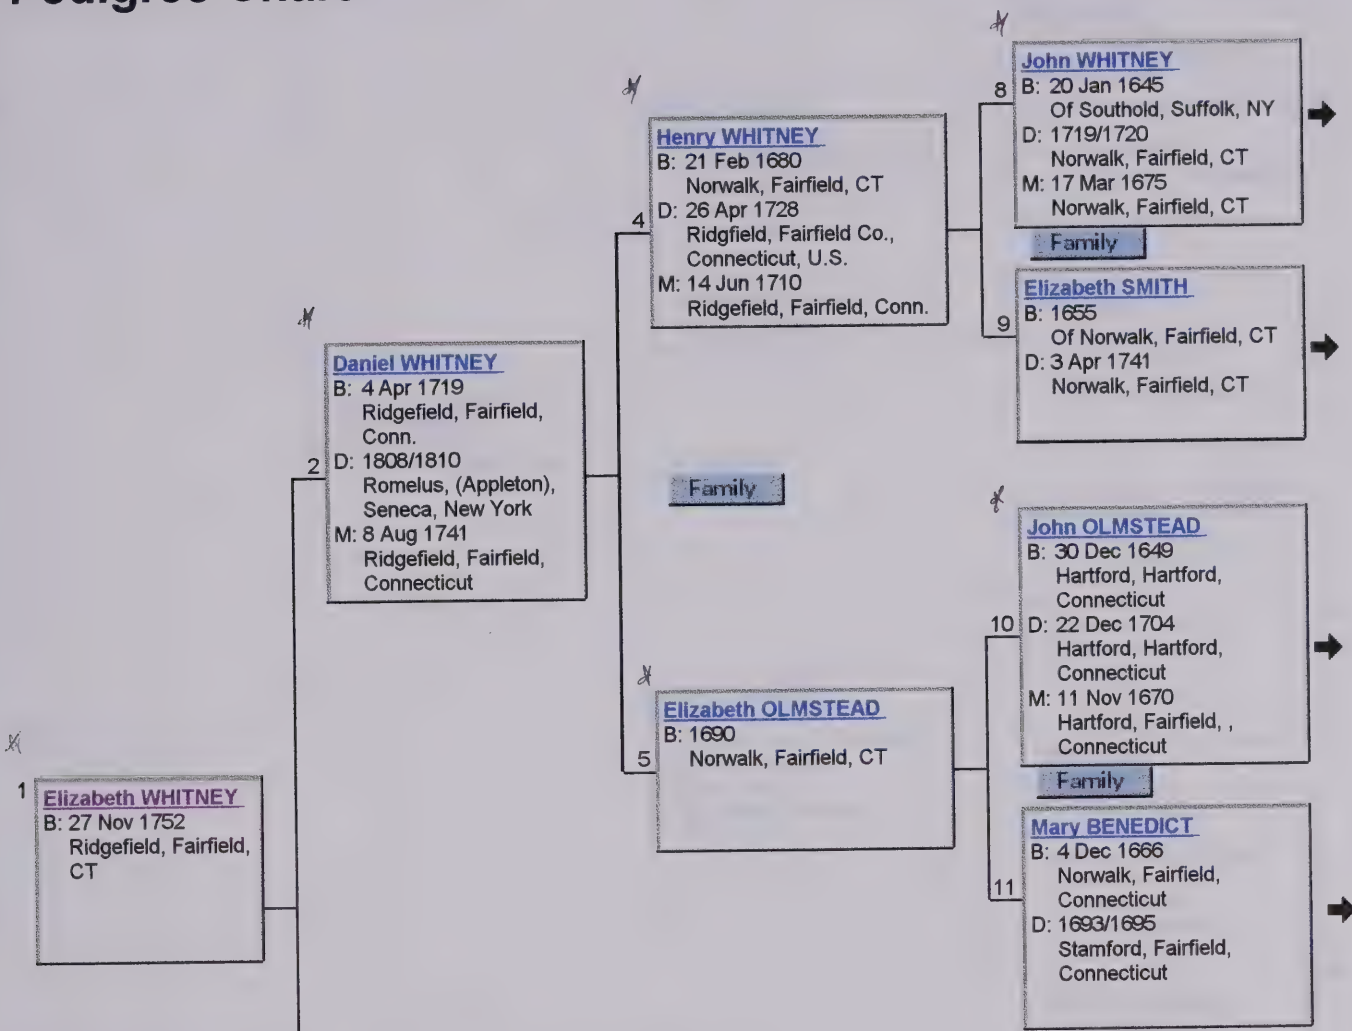 8
John WHITNEY
B: 20 Jan 1645
Of Southold, Suffolk, NY
D: 1719/1720
Norwalk, Fairfield, CT
M: 17 Mar 1675
Norwalk, Fairfield, CT
Family
4
Henry WHITNEY
B: 21 Feb 1680
Norwalk, Fairfield, CT
D: 26 Apr 1728
Ridgfield, Fairfield Co.,
Connecticut, U.S.
M: 14 Jun 1710
Ridgefield, Fairfield, Conn.
9
Elizabeth SMITH
B: 1655
Of Norwalk, Fairfield, CT
D: 3 Apr 1741
Norwalk, Fairfield, CT
2
Daniel WHITNEY
B: 4 Apr 1719
Ridgefield, Fairfield,
Conn.
D: 1808/1810
Romelus, (Appleton),
Seneca, New York
M: 8 Aug 1741
Ridgefield, Fairfield,
Connecticut
Family
10
John OLMSTEAD
B: 30 Dec 1649
Hartford, Hartford,
Connecticut
D: 22 Dec 1704
Hartford, Hartford,
Connecticut
M: 11 Nov 1670
Hartford, Fairfield, ,
Connecticut
Family
5
Elizabeth OLMSTEAD
B: 1690
Norwalk, Fairfield, CT
1
Elizabeth WHITNEY
B: 27 Nov 1752
Ridgefield, Fairfield,
CT
11
Mary BENEDICT
B: 4 Dec 1666
Norwalk, Fairfield,
Connecticut
D: 1693/1695
Stamford, Fairfield,
Connecticut